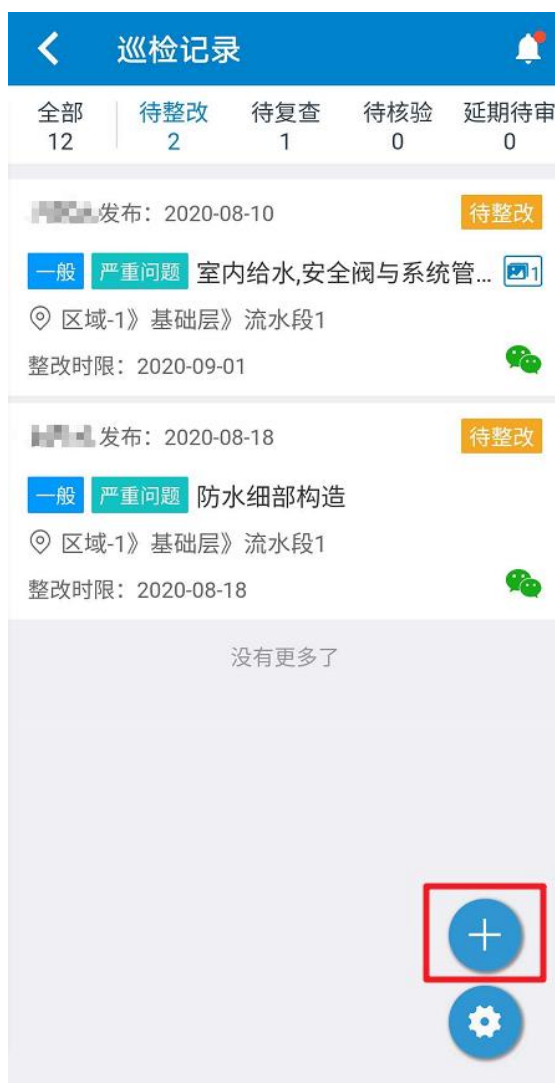 巡检记录
全部 待整改 待复查 待核验 延期待审
12 2 1 0 0
发布：2020-08-10 待整改
一般 严重问题 室内给水,安全阀与系统管... 1
区域-1》基础层》流水段1
整改时限：2020-09-01
发布：2020-08-18 待整改
一般 严重问题 防水细部构造
区域-1》基础层》流水段1
整改时限：2020-08-18
没有更多了